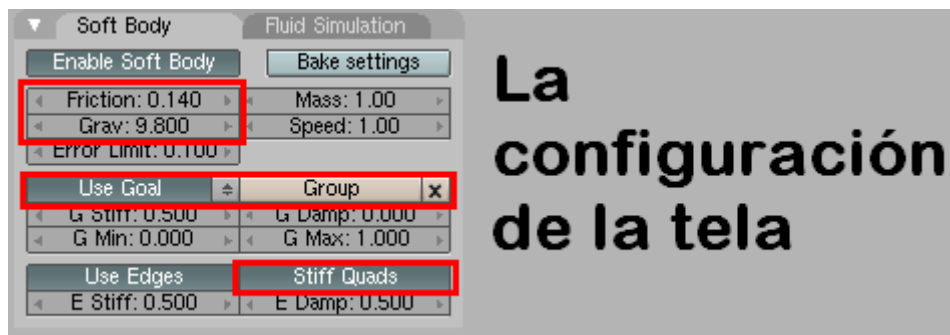 Soft Body Fluid Simulation
Enable Soft Body Bake settings
Friction: 0.140 Mass: 1.00
Grav: 9.800 Speed: 1.00
Error Limit: 0.100
Use Goal Group x
G Stiff: 0.500 G Damp: 0.000
G Min: 0.000 G Max: 1.000
Use Edges Stiff Quads
E Stiff: 0.500 E Damp: 0.500
La
configuración
de la tela